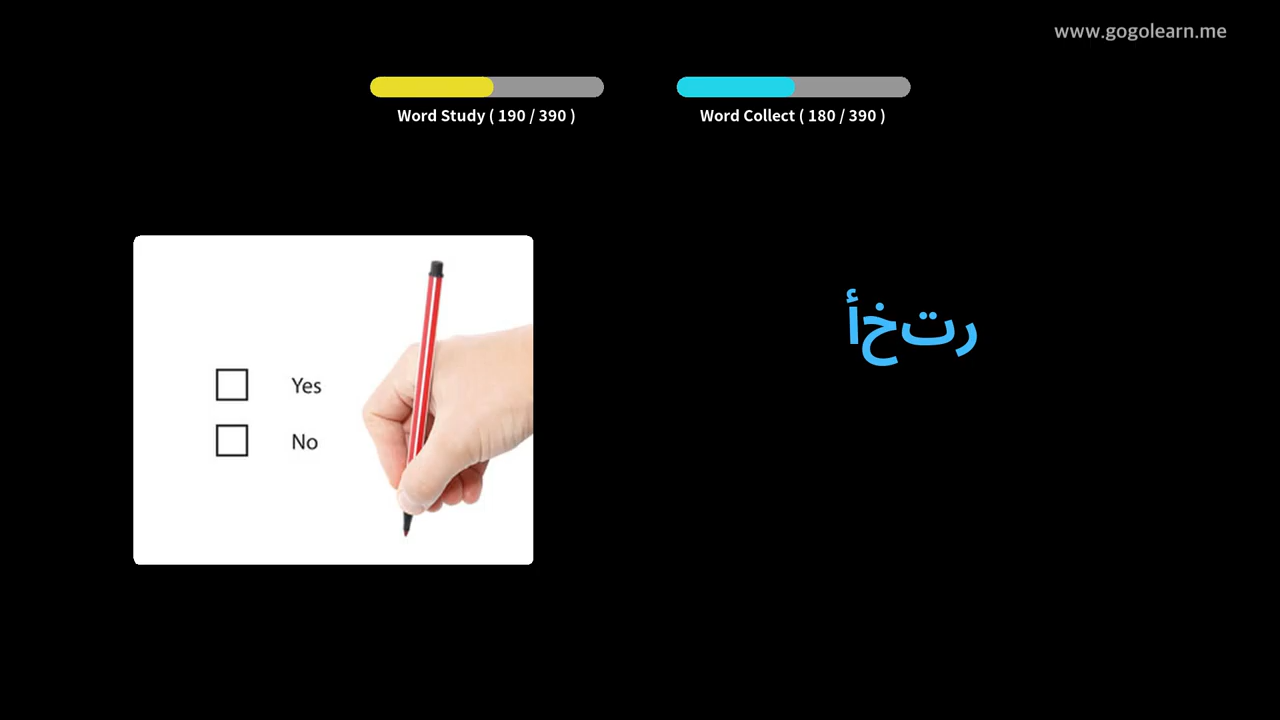 www.gogolearn.me
Word Study ( 190 / 390 )
Word Collect ( 180 / 390 )
Yes
No
رتخأ